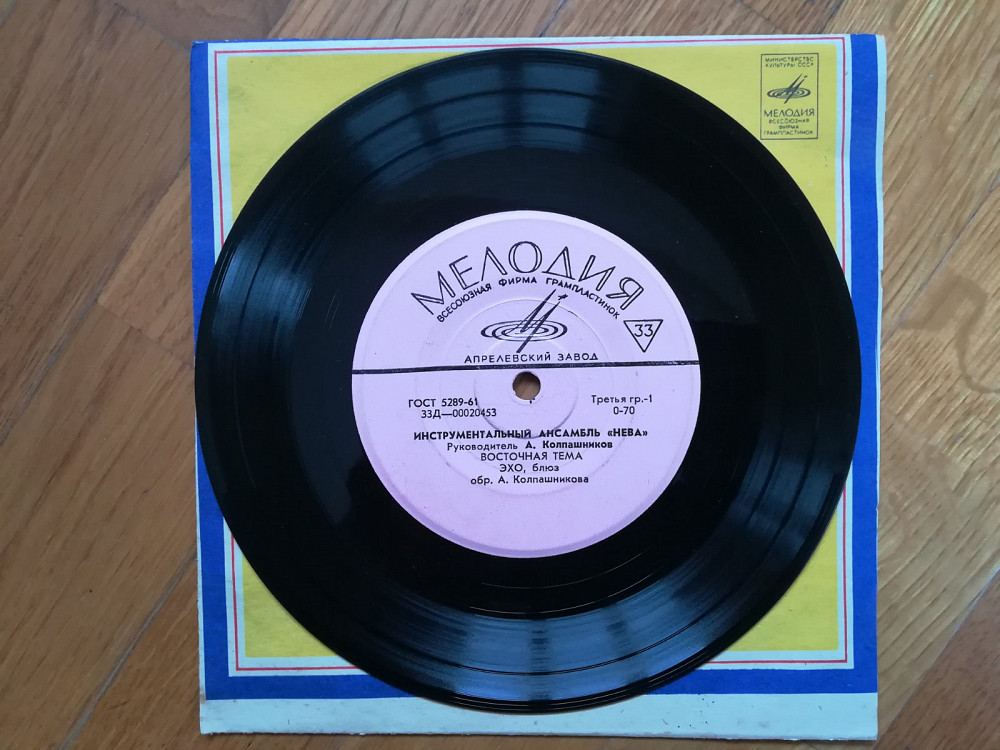 МИНИСТЕРСТВО
КУЛЬТУРЫ СССР
МЕЛОДИЯ
ВСЕСОЮЗНАЯ
ФИРМА
ГРАМПЛАСТИНОК
МЕЛОДИЯ
ВСЕСОЮЗНАЯ ФИРМА ГРАМПЛАСТИНОК
33
АПРЕЛЕВСКИЙ ЗАВОД
ГОСТ 5289-61 Третья гр.-1
33Д—00020453 0-70
ИНСТРУМЕНТАЛЬНЫЙ АНСАМБЛЬ «НЕВА»
Руководитель А. Колпашников
ВОСТОЧНАЯ ТЕМА
ЭХО, блюз
обр. А. Колпашникова